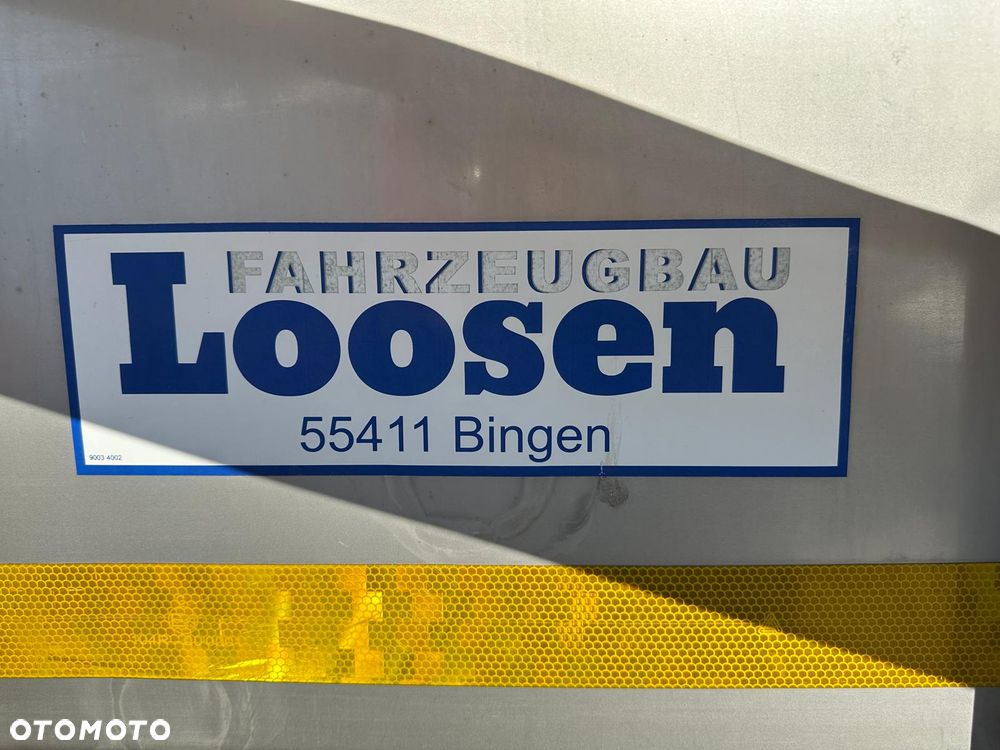 FAHRZEUGBAU
Loosen
55411 Bingen
9003 4002
OTOMOTO